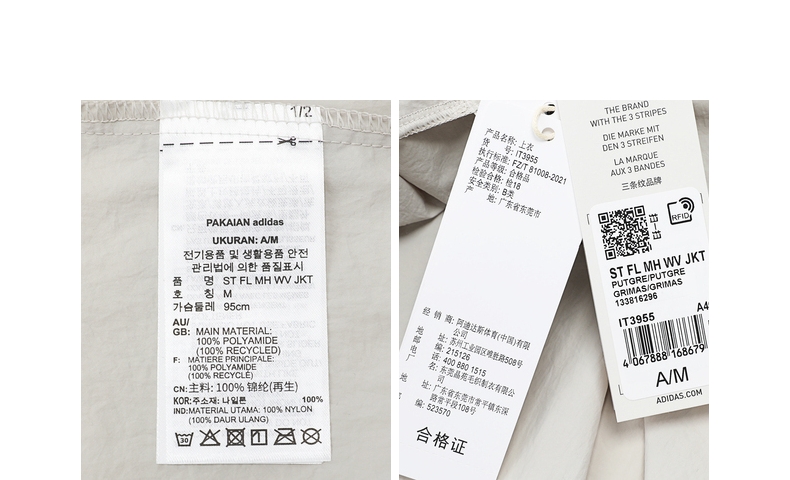 1/2
PAKAIAN adidas
UKURAN: A/M
전기용품 및 생활용품 안전
관리법에 의한 품질표시
품 명 ST FL MH WV JKT
호 칭 M
가슴둘레 95cm
AU/
GB: MAIN MATERIAL:
100% POLYAMIDE
(100% RECYCLED)
F: MATIERE PRINCIPALE:
100% POLYAMIDE
(100% RECYCLÉ)
CN: 主料: 100% 锦纶(再生)
KOR: 주소재: 나일론 100%
IND: MATERIAL UTAMA: 100% NYLON
(100% DAUR ULANG)
30
产品名称: 上衣
货 号: IT3955
执行标准: FZ/T 81008-2021
产品等级: 合格品
检验合格: 检18
安全类别: B类
产 地: 广东省东莞市
经 销 商: 阿迪达斯体育(中国)有限
公司
地 址: 苏州工业园区唯胜路508号
邮 编: 215126
电 话: 400 880 1515
厂 名: 东莞晶苑毛织制衣有限公
司
地 址: 广东省东莞市常平镇东深
路常平段108号
邮 编: 523570
合格证
THE BRAND
WITH THE 3 STRIPES
DIE MARKE MIT
DEN 3 STREIFEN
LA MARQUE
AUX 3 BANDES
三条纹品牌
RFID
ST FL MH WV JKT
PUTGRE/PUTGRE
GRIMAS/GRIMAS
133816296
IT3955
4 067888 168679
A/M
ADIDAS.COM